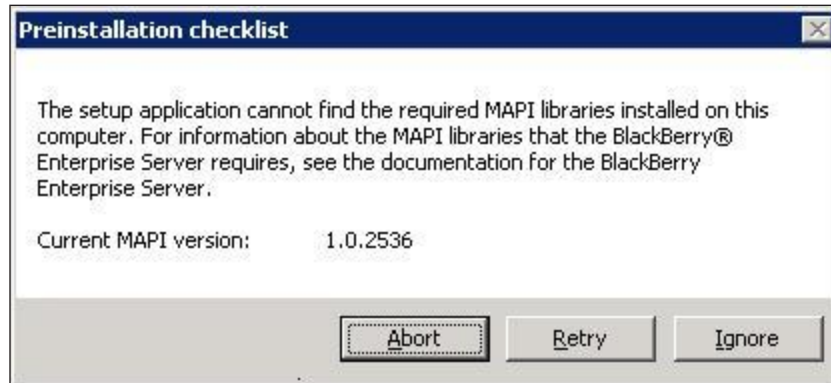 Preinstallation checklist
The setup application cannot find the required MAPI libraries installed on this
computer. For information about the MAPI libraries that the BlackBerry®
Enterprise Server requires, see the documentation for the BlackBerry
Enterprise Server.
Current MAPI version: 1.0.2536
Abort Retry Ignore